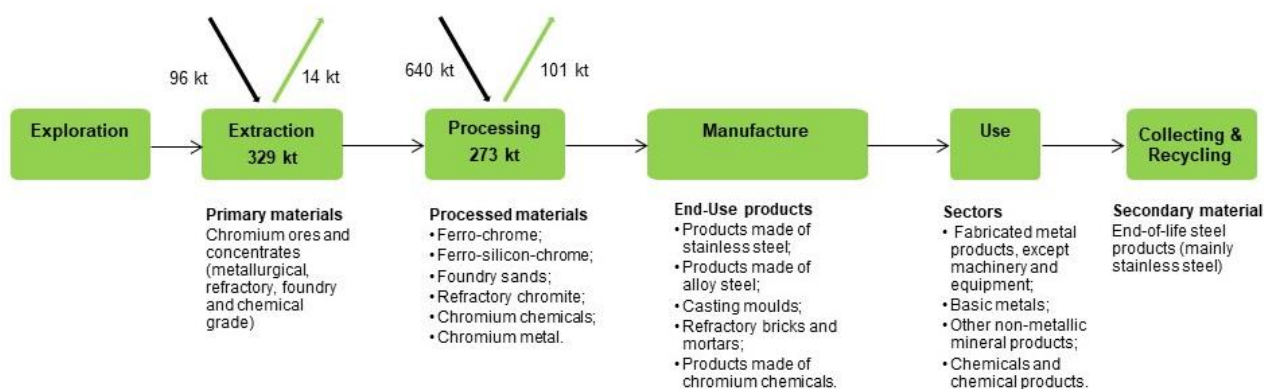 96 kt
14 kt
640 kt
101 kt
Exploration
Extraction
329 kt
Processing
273 kt
Manufacture
Use
Collecting &
Recycling
Primary materials
Chromium ores and
concentrates
(metallurgical,
refractory, foundry
and chemical
grade)
Processed materials
•Ferro-chrome;
•Ferro-silicon-chrome;
•Foundry sands;
•Refractory chromite;
•Chromium chemicals;
•Chromium metal.
End-Use products
•Products made of
stainless steel;
•Products made of
alloy steel;
•Casting moulds;
•Refractory bricks and
mortars;
•Products made of
chromium chemicals.
Sectors
• Fabricated metal
products, except
machinery and
equipment;
•Basic metals;
•Other non-metallic
mineral products;
•Chemicals and
chemical products.
Secondary material
End-of-life steel
products (mainly
stainless steel)